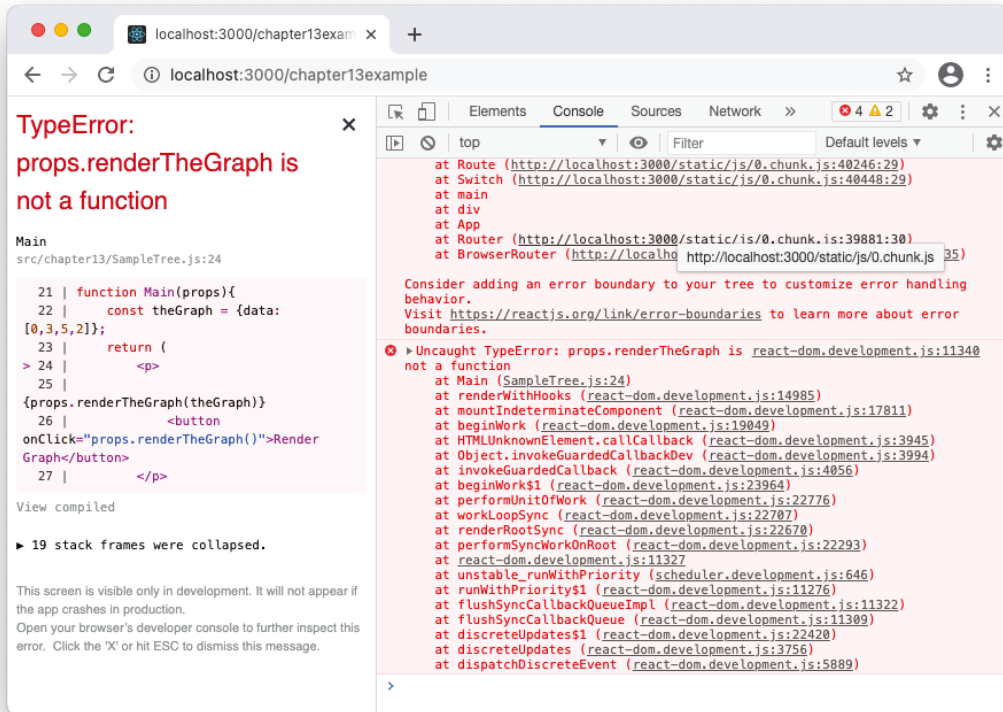 localhost:3000/chapter13exam
localhost:3000/chapter13example
TypeError:
props.renderTheGraph is
not a function
Main
src/chapter13/SampleTree.js:24
21 | function Main(props){
22 |     const theGraph = {data:
[0,3,5,2]};
23 |     return (
> 24 |         <p>
25 |
{props.renderTheGraph(theGraph)}
26 |             <button
onClick="props.renderTheGraph()">Render
Graph</button>
27 |         </p>
View compiled
▶ 19 stack frames were collapsed.
This screen is visible only in development. It will not appear if
the app crashes in production.
Open your browser's developer console to further inspect this
error.  Click the 'X' or hit ESC to dismiss this message.
Elements Console Sources Network » 4 2
top Filter Default levels
at Route (http://localhost:3000/static/js/0.chunk.js:40246:29)
at Switch (http://localhost:3000/static/js/0.chunk.js:40448:29)
at main
at div
at App
at Router (http://localhost:3000/static/js/0.chunk.js:39881:30)
at BrowserRouter (http://localho 35)
http://localhost:3000/static/js/0.chunk.js
Consider adding an error boundary to your tree to customize error handling
behavior.
Visit https://reactjs.org/link/error-boundaries to learn more about error
boundaries.
▶Uncaught TypeError: props.renderTheGraph is react-dom.development.js:11340
not a function
at Main (SampleTree.js:24)
at renderWithHooks (react-dom.development.js:14985)
at mountIndeterminateComponent (react-dom.development.js:17811)
at beginWork (react-dom.development.js:19049)
at HTMLUnknownElement.callCallback (react-dom.development.js:3945)
at Object.invokeGuardedCallbackDev (react-dom.development.js:3994)
at invokeGuardedCallback (react-dom.development.js:4056)
at beginWork$1 (react-dom.development.js:23964)
at performUnitOfWork (react-dom.development.js:22776)
at workLoopSync (react-dom.development.js:22707)
at renderRootSync (react-dom.development.js:22670)
at performSyncWorkOnRoot (react-dom.development.js:22293)
at react-dom.development.js:11327
at unstable_runWithPriority (scheduler.development.js:646)
at runWithPriority$1 (react-dom.development.js:11276)
at flushSyncCallbackQueueImpl (react-dom.development.js:11322)
at flushSyncCallbackQueue (react-dom.development.js:11309)
at discreteUpdates$1 (react-dom.development.js:22420)
at discreteUpdates (react-dom.development.js:3756)
at dispatchDiscreteEvent (react-dom.development.js:5889)